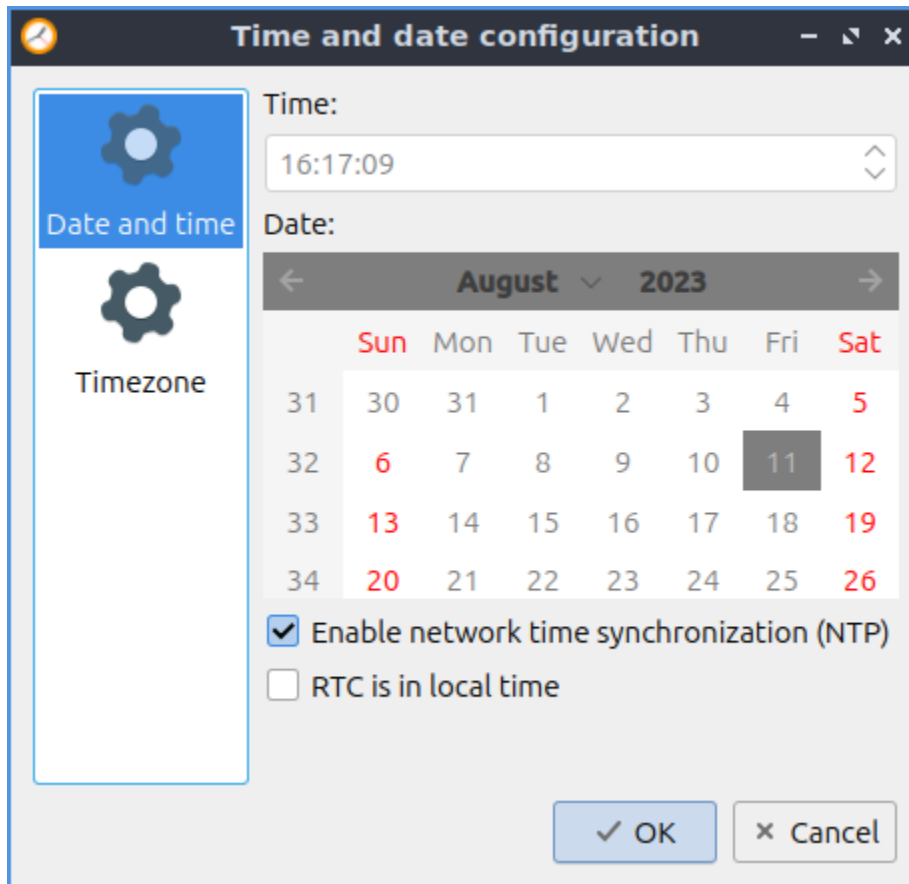 Time and date configuration
Date and time
Timezone
Time:
16:17:09
Date:
August 2023
Sun Mon Tue Wed Thu Fri Sat
31 30 31 1 2 3 4 5
32 6 7 8 9 10 11 12
33 13 14 15 16 17 18 19
34 20 21 22 23 24 25 26
Enable network time synchronization (NTP)
RTC is in local time
OK Cancel